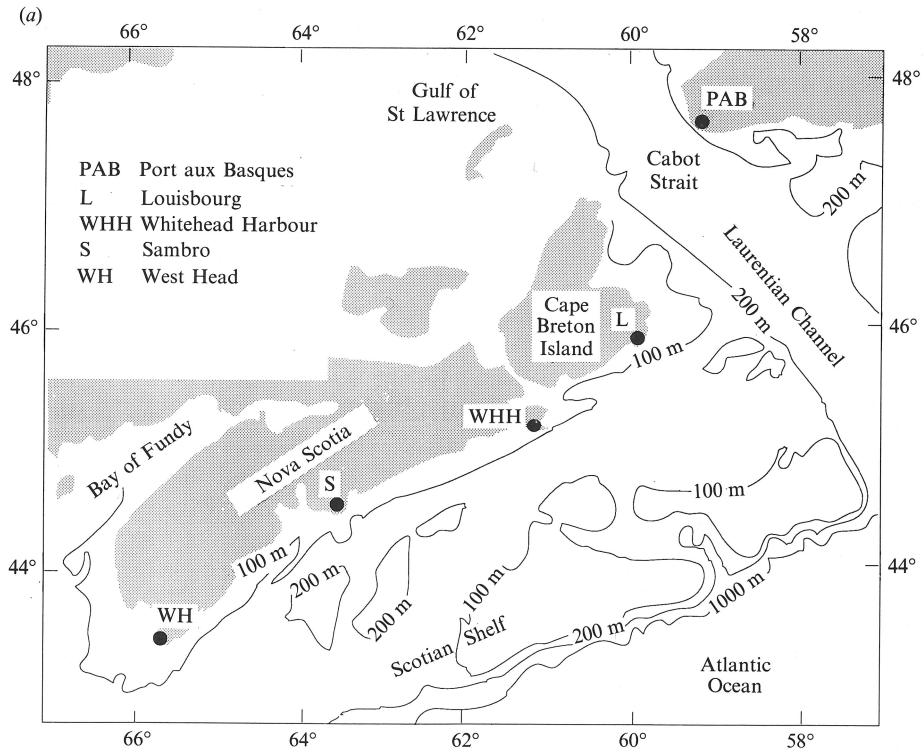 (a)
66° 64° 62° 60° 58°
48° 48°
Gulf of
St Lawrence
PAB
Cabot
Strait
200 m
PAB Port aux Basques
L Louisbourg
WHH Whitehead Harbour
S Sambro
WH West Head
Laurentian Channel
200 m
46° 46°
Cape
Breton
Island
L
100 m
WHH
Bay of Fundy
Nova Scotia
S
100 m
44° 44°
100 m
200 m
200 m
100 m
1000 m
WH
Scotian Shelf
200 m
Atlantic
Ocean
66° 64° 62° 60° 58°